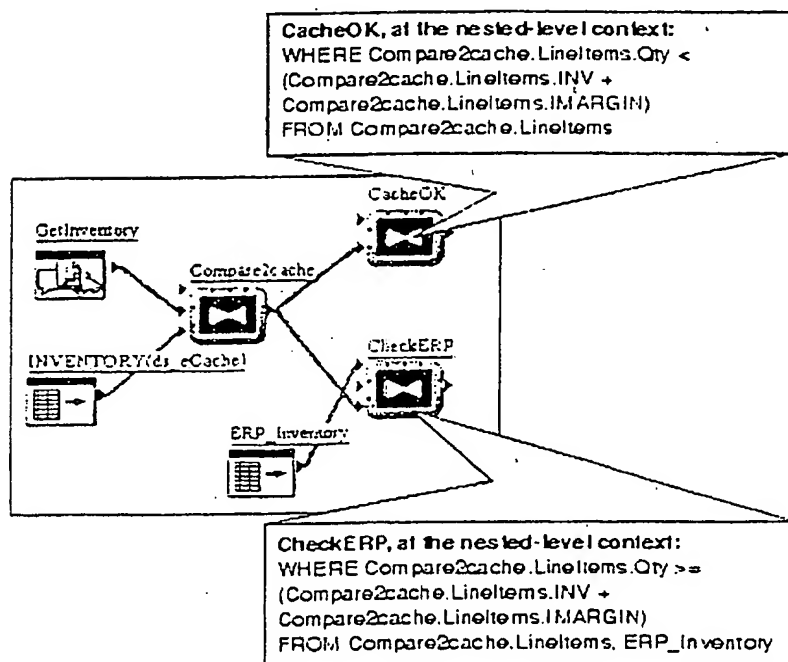 CacheOK, at the nested-level context:
WHERE Compare2cache.LineItems.Qty <
(Compare2cache.LineItems.INV +
Compare2cache.LineItems.IMARGIN)
FROM Compare2cache.LineItems
CacheOK
GetInventory
Compare2cache
INVENTORY(ds_eCache)
CheckERP
ERP_Inventory
CheckERP, at the nested-level context:
WHERE Compare2cache.LineItems.Qty >=
(Compare2cache.LineItems.INV +
Compare2cache.LineItems.IMARGIN)
FROM Compare2cache.LineItems, ERP_Inventory